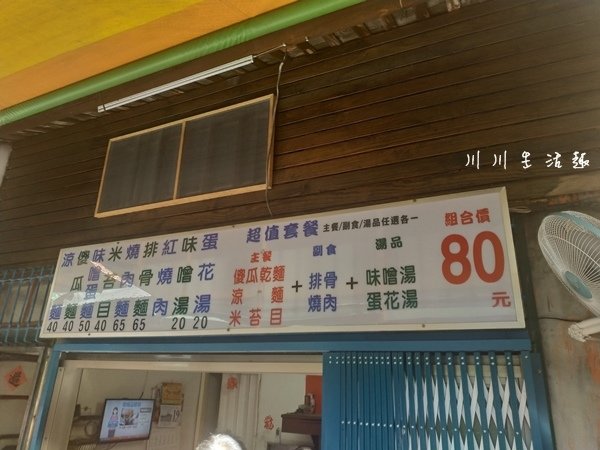 川川生活趣
涼麵 40
傻瓜麵 40
味噌蛋麵 50
米苔目 40
燒肉麵 65
排骨麵 65
紅燒肉
味噌湯 20
蛋花湯 20
超值套餐 主餐/副食/湯品任選各一
主餐
傻瓜乾麵
涼麵
米苔目
+
副食
排骨
燒肉
+
湯品
味噌湯
蛋花湯
組合價
80元
19